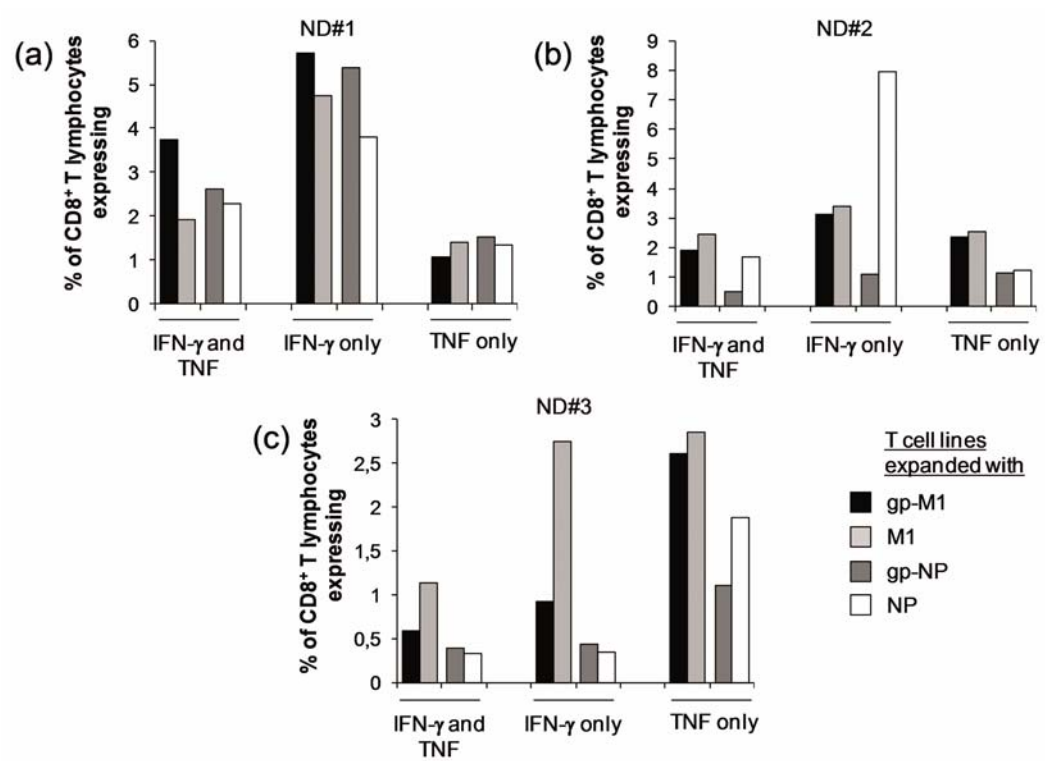 (a)
ND#1
% of CD8+ T lymphocytes
expressing
6
5
4
3
2
1
0
IFN-γ and
TNF
IFN-γ only
TNF only
(b)
ND#2
% of CD8+ T lymphocytes
expressing
9
8
7
6
5
4
3
2
1
0
IFN-γ and
TNF
IFN-γ only
TNF only
(c)
ND#3
% of CD8+ T lymphocytes
expressing
3
2,5
2
1,5
1
0,5
0
IFN-γ and
TNF
IFN-γ only
TNF only
T cell lines
expanded with
gp-M1
M1
gp-NP
NP